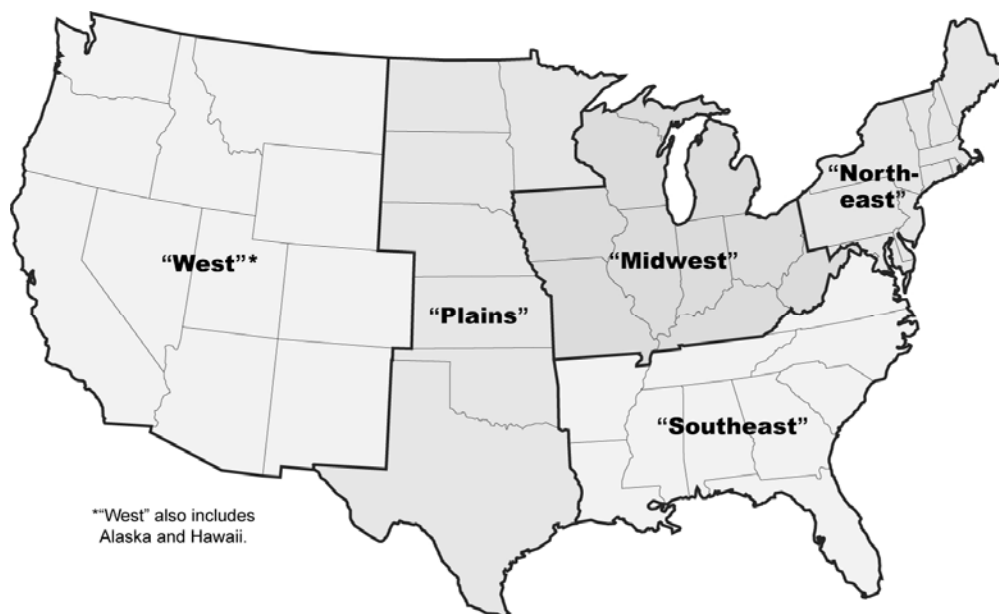 “North-
east”
“West”*
“Midwest”
“Plains”
“Southeast”
*“West” also includes
Alaska and Hawaii.